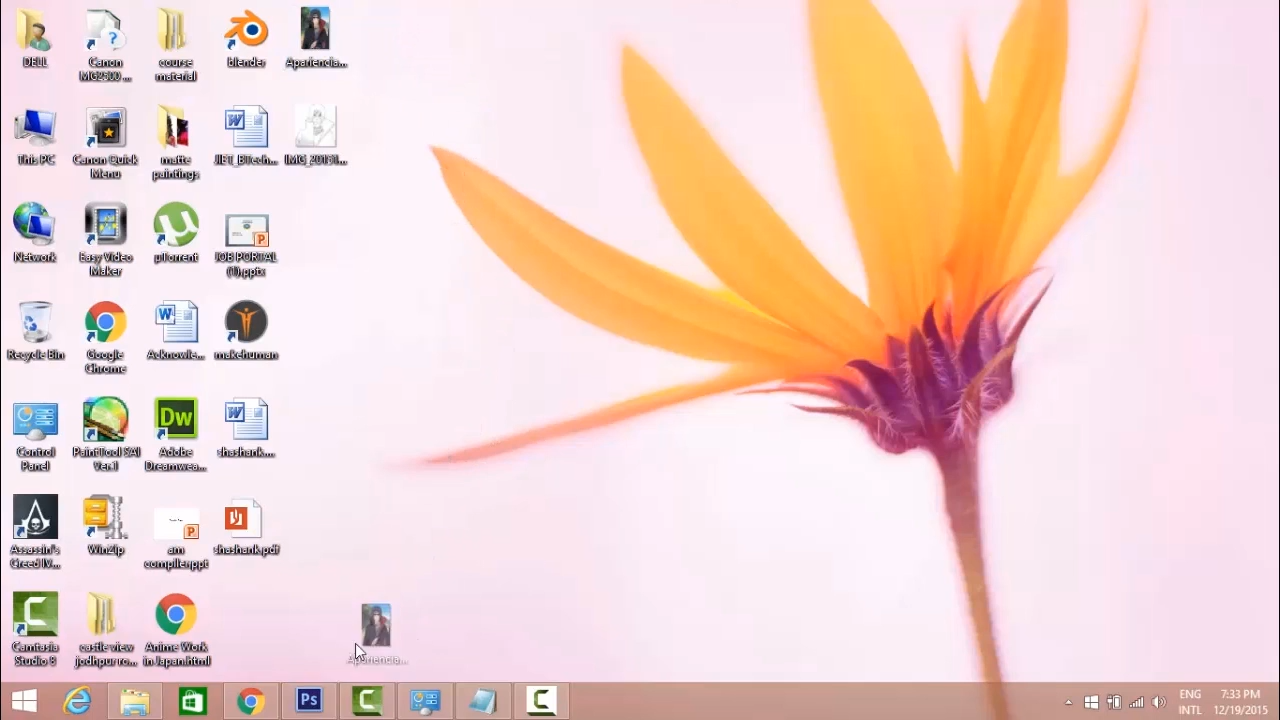 DELL
Canon
MG2500 ...
course
material
blender
Apariencia...
This PC
Canon Quick
Menu
matte
paintings
JIET_BTech...
IMG_20151...
Network
Easy Video
Maker
µTorrent
JOB PORTAL
(1).pptx
Recycle Bin
Google
Chrome
Acknowle...
makehuman
Control
Panel
PaintTool SAI
Ver.1
Dw
Adobe
Dreamwea...
shashank....
Assassin's
Creed IV...
WinZip
am
compiler.ppt
shashank.pdf
Camtasia
Studio 8
castle view
jodhpur ro...
Anime Work
in Japan.html
Apariencia...
Ps
ENG
INTL
7:33 PM
12/19/2015